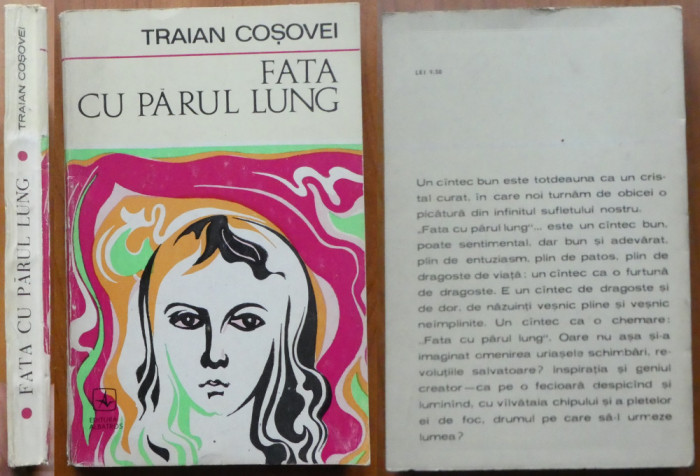 TRAIAN COȘOVEI
FATA CU PĂRUL LUNG
TRAIAN COȘOVEI
FATA
CU PĂRUL LUNG
EDITURA
ALBATROS
LEI
Un cîntec bun este totdeauna ca un cris-
tal curat, în care noi turnăm de obicei o
picătură din infinitul sufletului nostru.
„Fata cu părul lung“... este un cîntec bun,
poate sentimental, dar bun și adevărat,
plin de entuziasm, plin de patos, plin de
dragoste de viață; un cîntec ca o furtună
de dragoste. E un cîntec de dragoste și
de dor, de năzuinți veșnic pline și veșnic
neîmplinite. Un cîntec ca o chemare:
„Fata cu părul lung“. Oare nu așa și-a
imaginat omenirea uriașele schimbări, re-
voluțiile salvatoare? Inspirația și geniul
creator—ca pe o fecioară despicînd și
luminînd, cu vîlvătaia chipului și a pletelor
ei de foc, drumul pe care să-l urmeze
lumea?